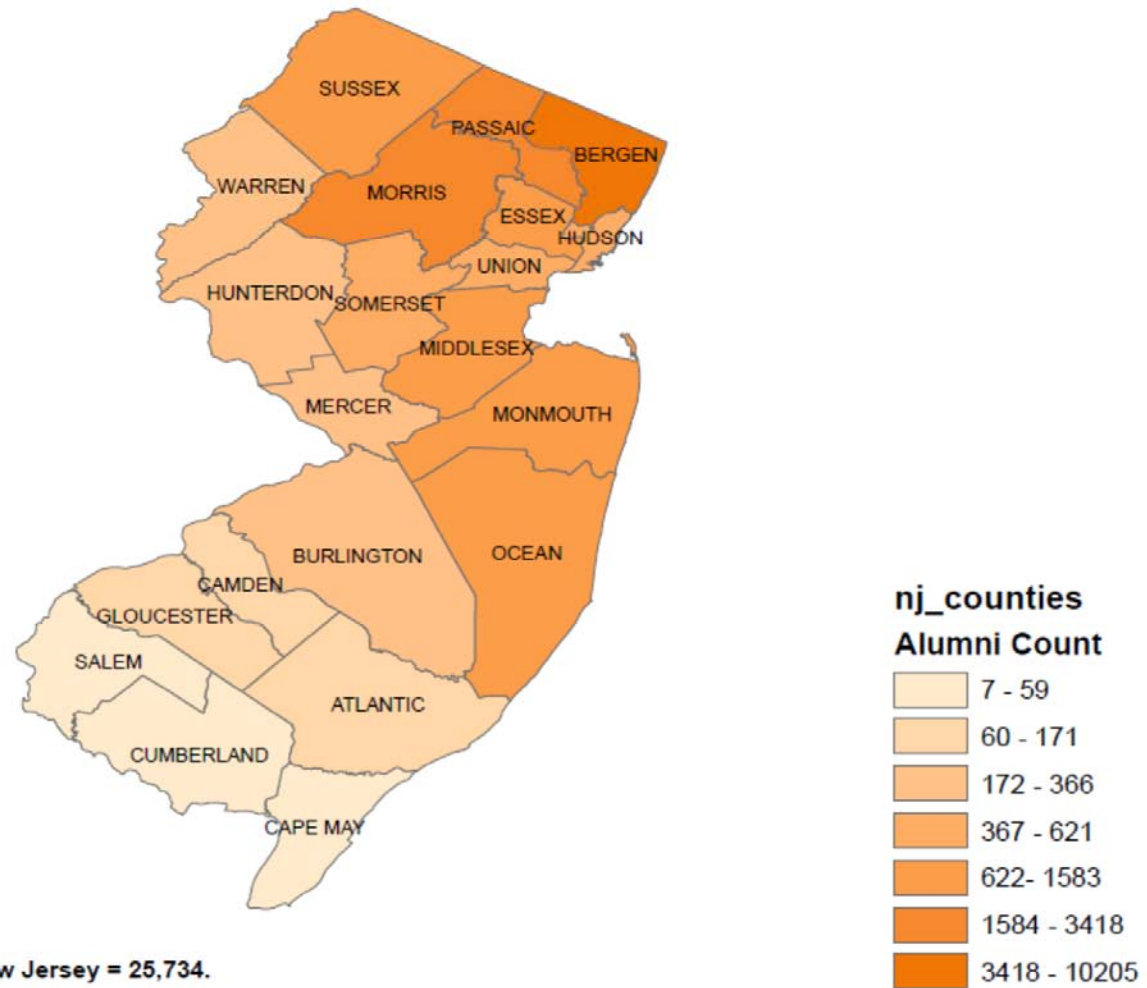 SUSSEX
PASSAIC
BERGEN
WARREN
MORRIS
ESSEX
HUDSON
UNION
HUNTERDON
SOMERSET
MIDDLESEX
MERCER
MONMOUTH
BURLINGTON
OCEAN
CAMDEN
GLOUCESTER
SALEM
ATLANTIC
CUMBERLAND
CAPE MAY
nj_counties
Alumni Count
7 - 59
60 - 171
172 - 366
367 - 621
622- 1583
1584 - 3418
3418 - 10205
w Jersey = 25,734.